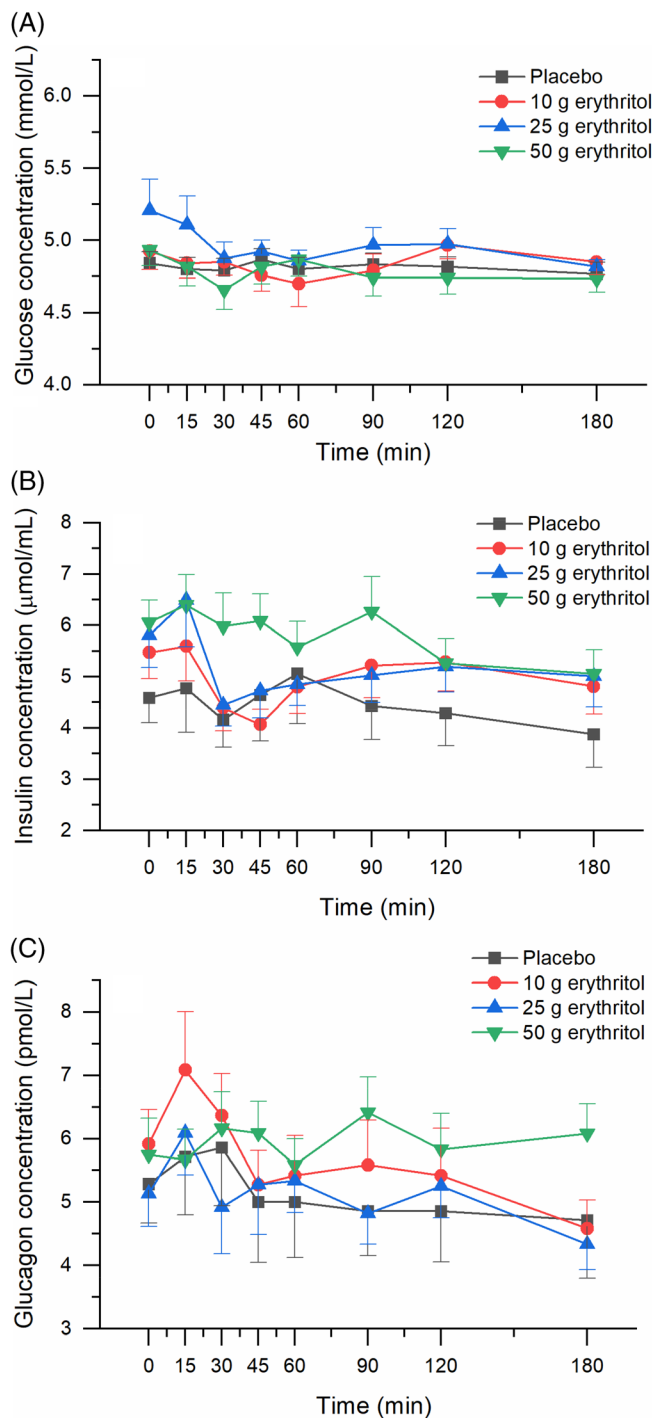 (A)
Placebo
10 g erythritol
25 g erythritol
50 g erythritol
Glucose concentration (mmol/L)
6.0
5.5
5.0
4.5
4.0
0 15 30 45 60 90 120 180
Time (min)
(B)
Placebo
10 g erythritol
25 g erythritol
50 g erythritol
Insulin concentration (μmol/mL)
8
7
6
5
4
3
2
0 15 30 45 60 90 120 180
Time (min)
(C)
Placebo
10 g erythritol
25 g erythritol
50 g erythritol
Glucagon concentration (pmol/L)
8
7
6
5
4
3
0 15 30 45 60 90 120 180
Time (min)